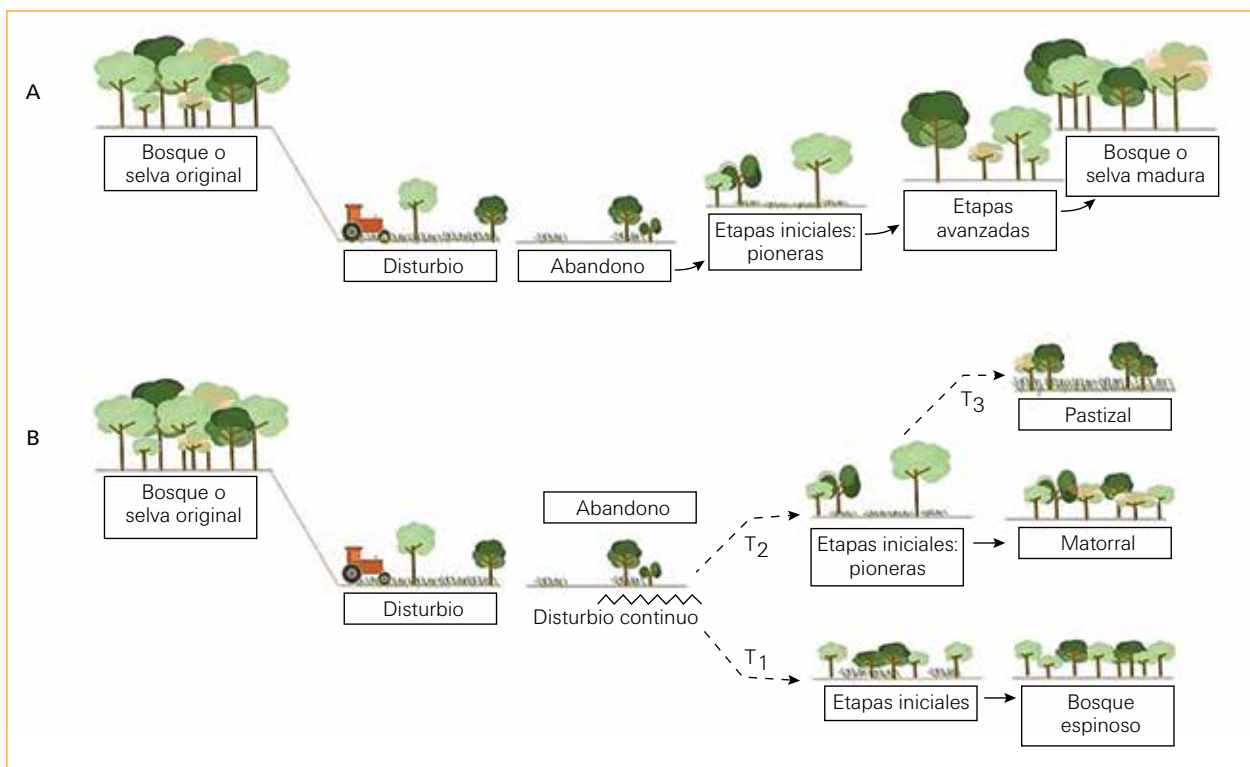 A
Bosque o
selva original
Disturbio
Abandono
Etapas iniciales:
pioneras
Etapas
avanzadas
Bosque o
selva madura
B
Bosque o
selva original
Disturbio
Abandono
Disturbio continuo
T2
Etapas iniciales:
pioneras
T3
Pastizal
Matorral
T1
Etapas iniciales
Bosque
espinoso